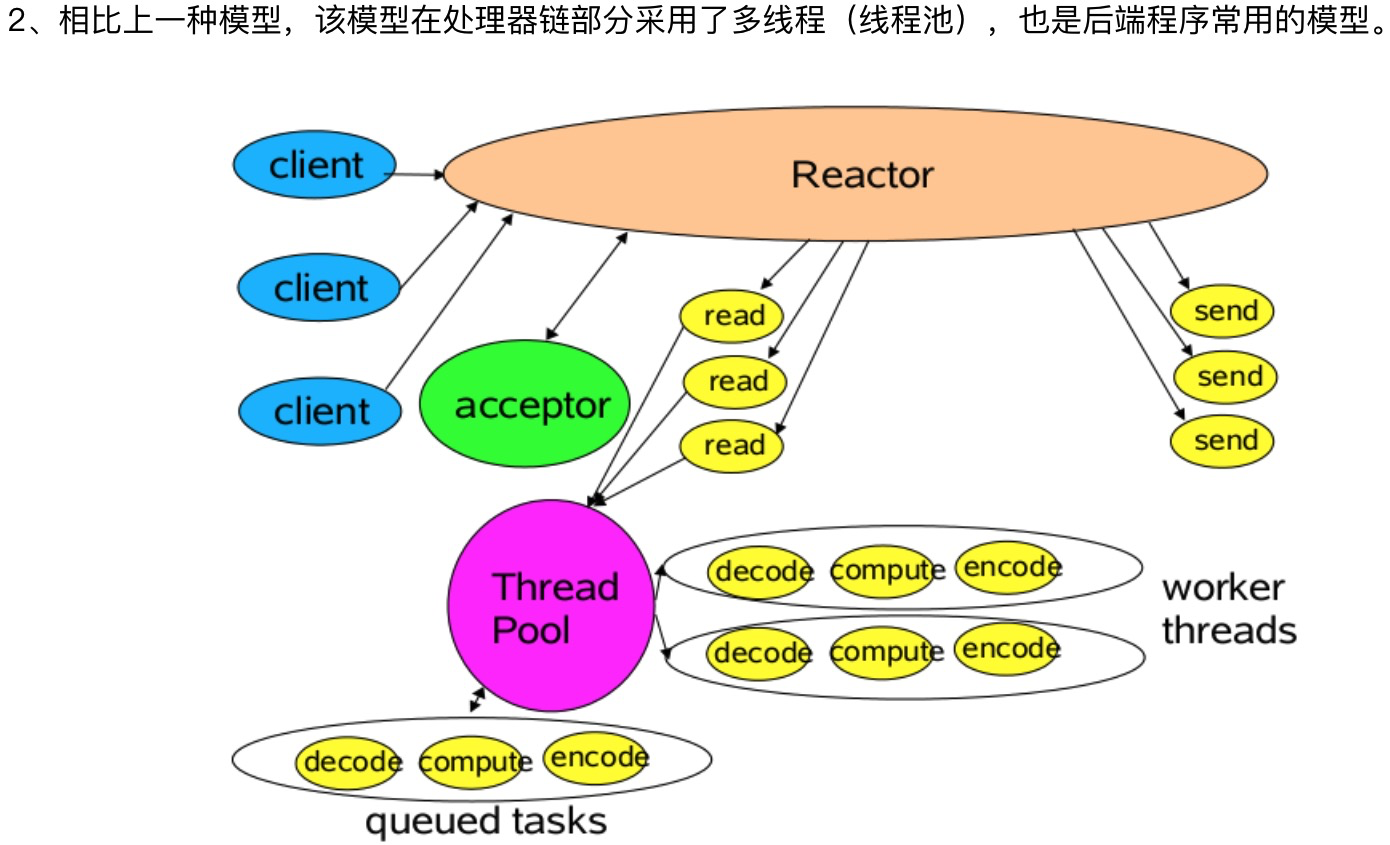 2、相比上一种模型，该模型在处理器链部分采用了多线程（线程池），也是后端程序常用的模型。
client
Reactor
client
client
acceptor
read
read
read
send
send
send
Thread
Pool
decode compute encode
decode compute encode
worker
threads
decode compute encode
queued tasks